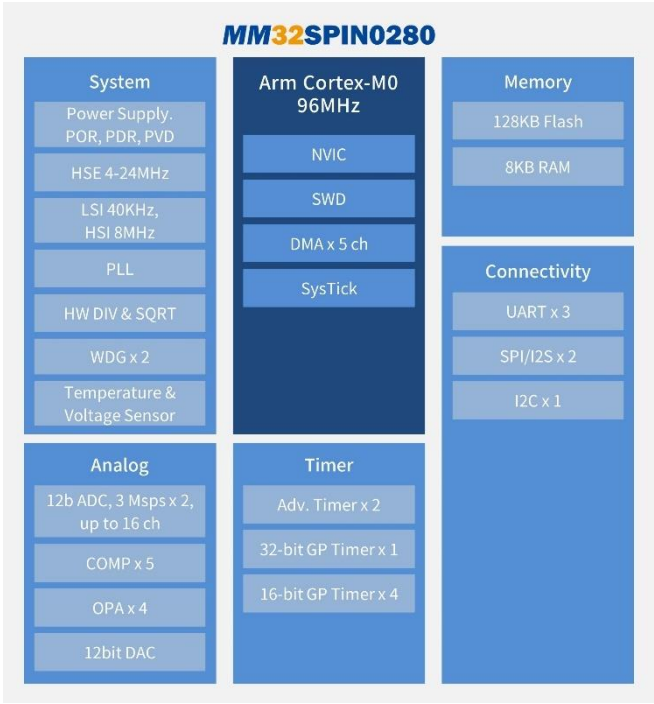 MM32SPIN0280
System
Power Supply.
POR, PDR, PVD
HSE 4-24MHz
LSI 40KHz,
HSI 8MHz
PLL
HW DIV & SQRT
WDG x 2
Temperature &
Voltage Sensor
Arm Cortex-M0
96MHz
NVIC
SWD
DMA x 5 ch
SysTick
Memory
128KB Flash
8KB RAM
Connectivity
UART x 3
SPI/I2S x 2
I2C x 1
Analog
12b ADC, 3 Msps x 2,
up to 16 ch
COMP x 5
OPA x 4
12bit DAC
Timer
Adv. Timer x 2
32-bit GP Timer x 1
16-bit GP Timer x 4